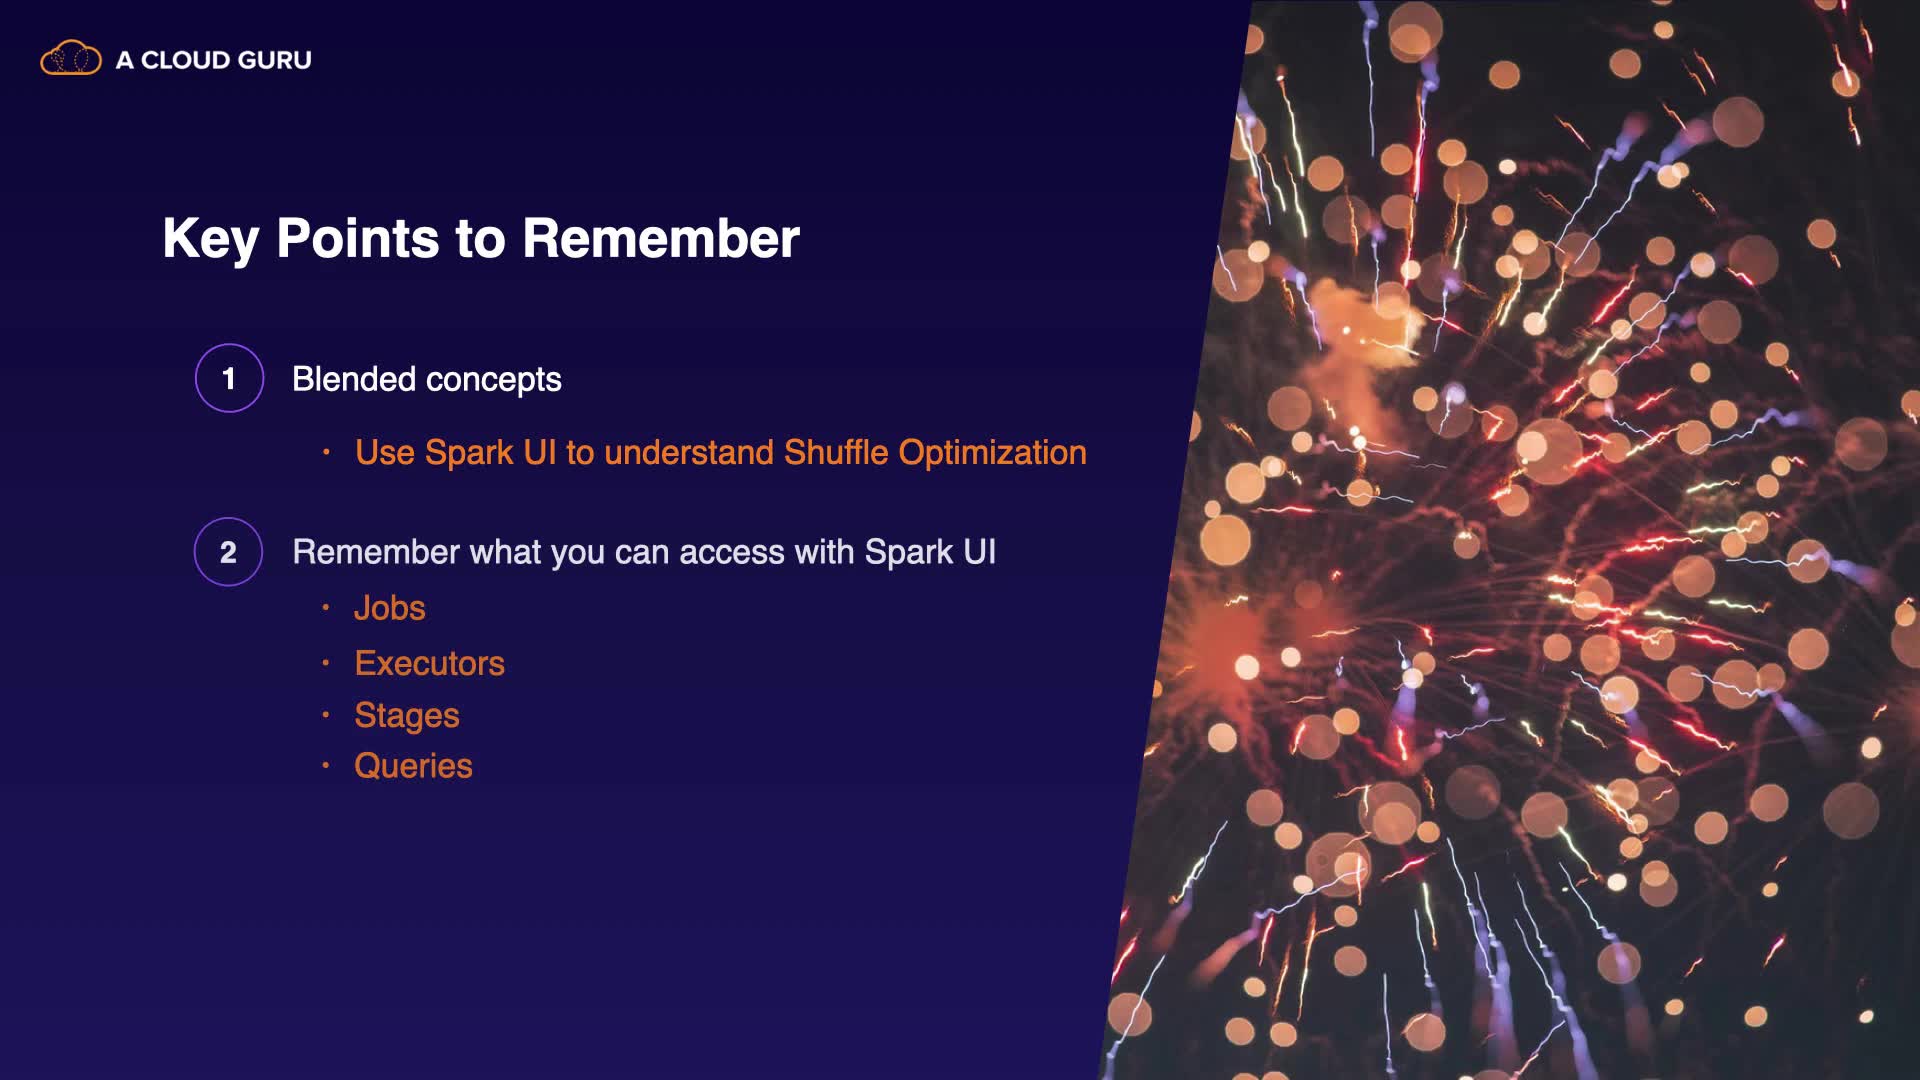 A CLOUD GURU
Key Points to Remember
1 Blended concepts
· Use Spark UI to understand Shuffle Optimization
2 Remember what you can access with Spark UI
· Jobs
· Executors
· Stages
· Queries